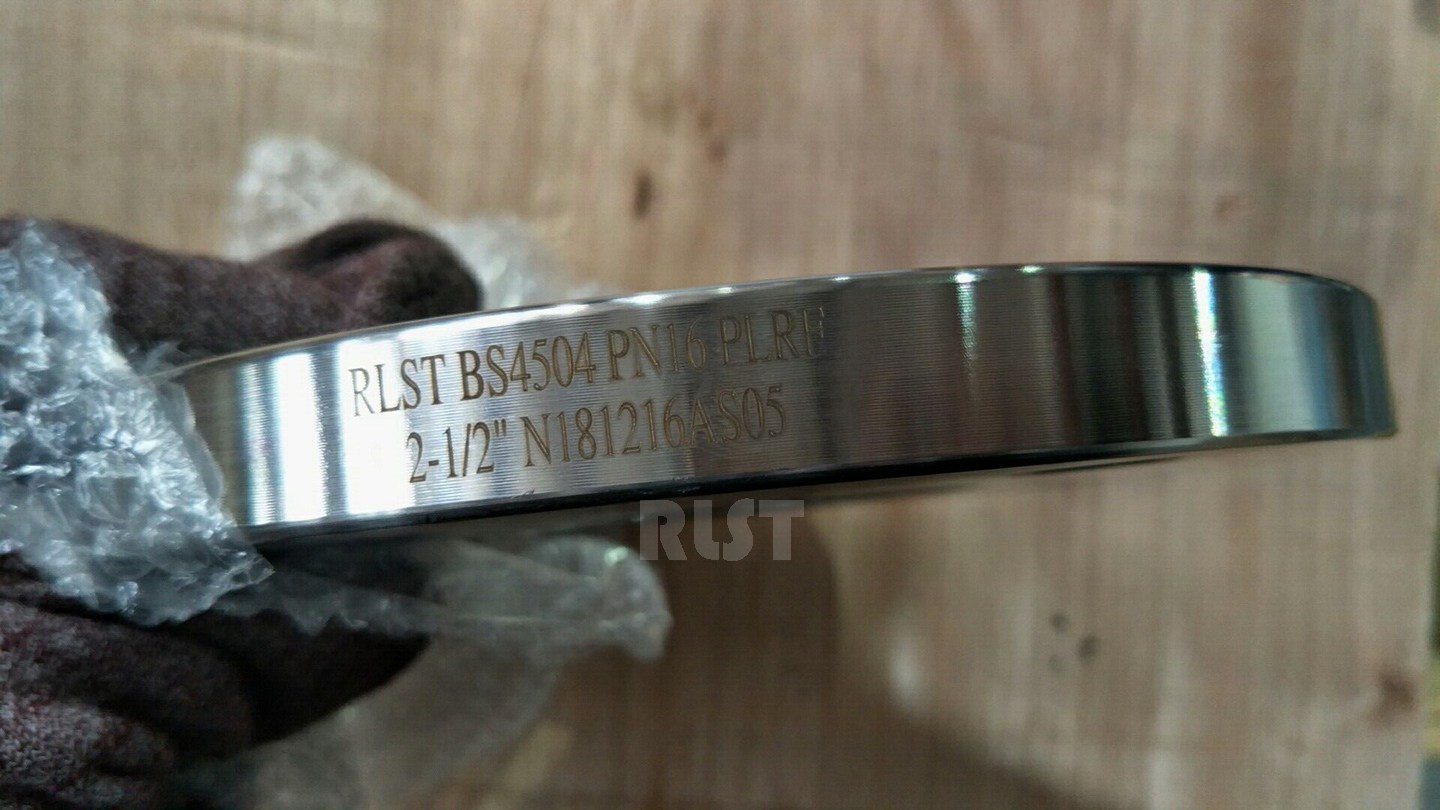 RLST BS4504 PN16 PLRF
2-1/2" N181216AS05
RLST